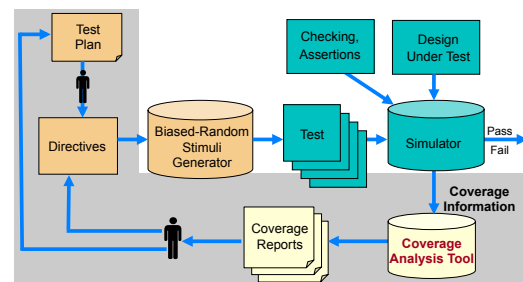 Test
Plan
Checking,
Assertions
Design
Under Test
Directives
Biased-Random
Stimuli
Generator
Test
Simulator
Pass
Fail
Coverage
Information
Coverage
Reports
Coverage
Analysis Tool